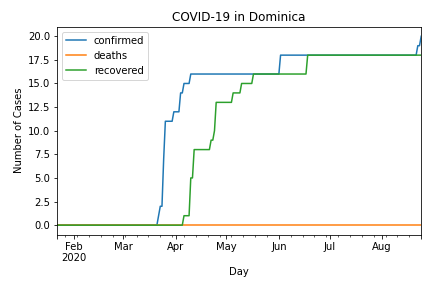 COVID-19 in Dominica
confirmed
deaths
recovered
Number of Cases
20.0
17.5
15.0
12.5
10.0
7.5
5.0
2.5
0.0
Feb Mar Apr May Jun Jul Aug
2020
Day